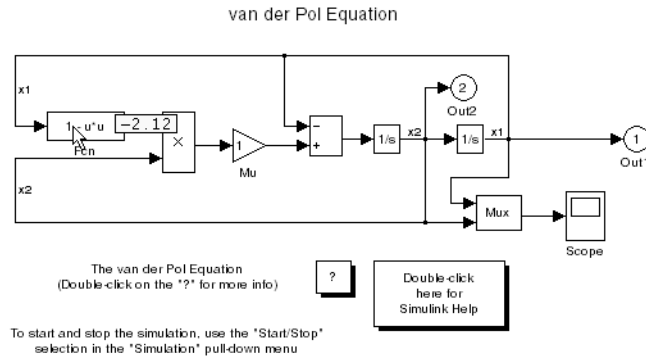 van der Pol Equation
x1
1 - u*u
-2.12
Fcn
×
x2
1
Mu
−
+
1/s
x2
1/s
x1
2
Out2
1
Out1
Mux
Scope
The van der Pol Equation
(Double-click on the "?" for more info)
?
Double-click
here for
Simulink Help
To start and stop the simulation, use the "Start/Stop"
selection in the "Simulation" pull-down menu